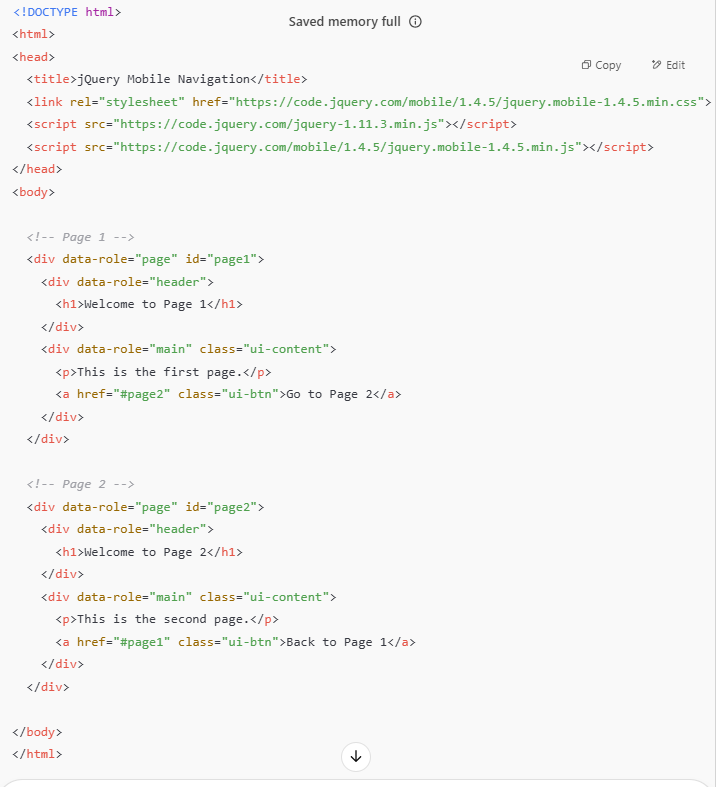 <!DOCTYPE html>
Saved memory full
<html>
<head>
Copy Edit
  <title>jQuery Mobile Navigation</title>
  <link rel="stylesheet" href="https://code.jquery.com/mobile/1.4.5/jquery.mobile-1.4.5.min.css">
  <script src="https://code.jquery.com/jquery-1.11.3.min.js"></script>
  <script src="https://code.jquery.com/mobile/1.4.5/jquery.mobile-1.4.5.min.js"></script>
</head>
<body>

  <!-- Page 1 -->
  <div data-role="page" id="page1">
    <div data-role="header">
      <h1>Welcome to Page 1</h1>
    </div>
    <div data-role="main" class="ui-content">
      <p>This is the first page.</p>
      <a href="#page2" class="ui-btn">Go to Page 2</a>
    </div>
  </div>

  <!-- Page 2 -->
  <div data-role="page" id="page2">
    <div data-role="header">
      <h1>Welcome to Page 2</h1>
    </div>
    <div data-role="main" class="ui-content">
      <p>This is the second page.</p>
      <a href="#page1" class="ui-btn">Back to Page 1</a>
    </div>
  </div>

</body>
</html>